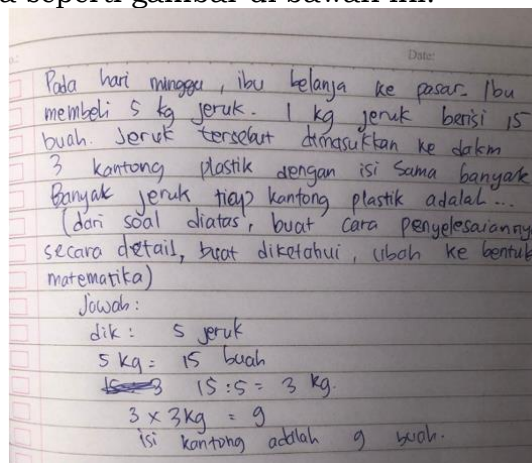 a seperti gambar di bawah ini:
Date:
Pada hari minggu, ibu belanja ke pasar. Ibu
membeli 5 kg jeruk. 1 kg jeruk berisi 15
buah. Jeruk tersebut dimasukkan ke dalam
3 kantong plastik dengan isi sama banyak
Banyak jeruk tiap kantong plastik adalah...
(dari soal diatas, buat cara penyelesaiannya
secara detail, buat diketahui, ubah ke bentuk
matematika)
Jawab:
dik : 5 jeruk
5 kg = 15 buah
15 : 5 = 3 kg.
3 x 3kg = 9
isi kantong adalah 9 buah.